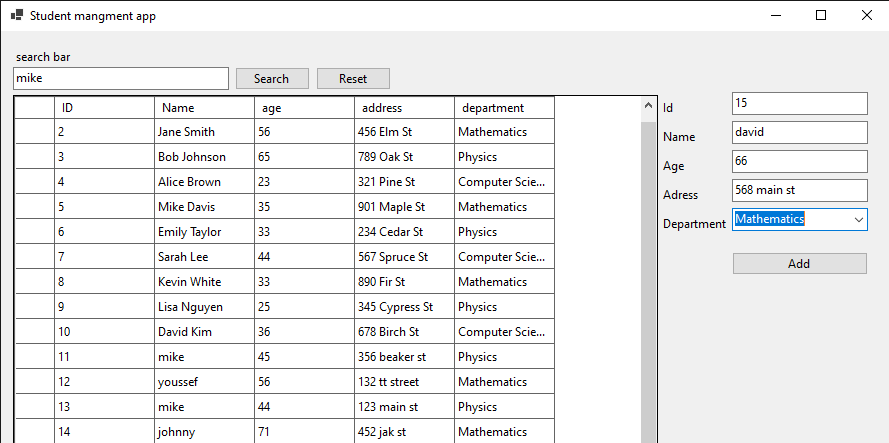 Student mangment app
search bar
mike Search Reset
ID Name age address department
2 Jane Smith 56 456 Elm St Mathematics
3 Bob Johnson 65 789 Oak St Physics
4 Alice Brown 23 321 Pine St Computer Scie...
5 Mike Davis 35 901 Maple St Mathematics
6 Emily Taylor 33 234 Cedar St Physics
7 Sarah Lee 44 567 Spruce St Computer Scie...
8 Kevin White 33 890 Fir St Mathematics
9 Lisa Nguyen 25 345 Cypress St Physics
10 David Kim 36 678 Birch St Computer Scie...
11 mike 45 356 beaker st Physics
12 youssef 56 132 tt street Mathematics
13 mike 44 123 main st Physics
14 johnny 71 452 jak st Mathematics
Id 15
Name david
Age 66
Adress 568 main st
Department Mathematics
Add